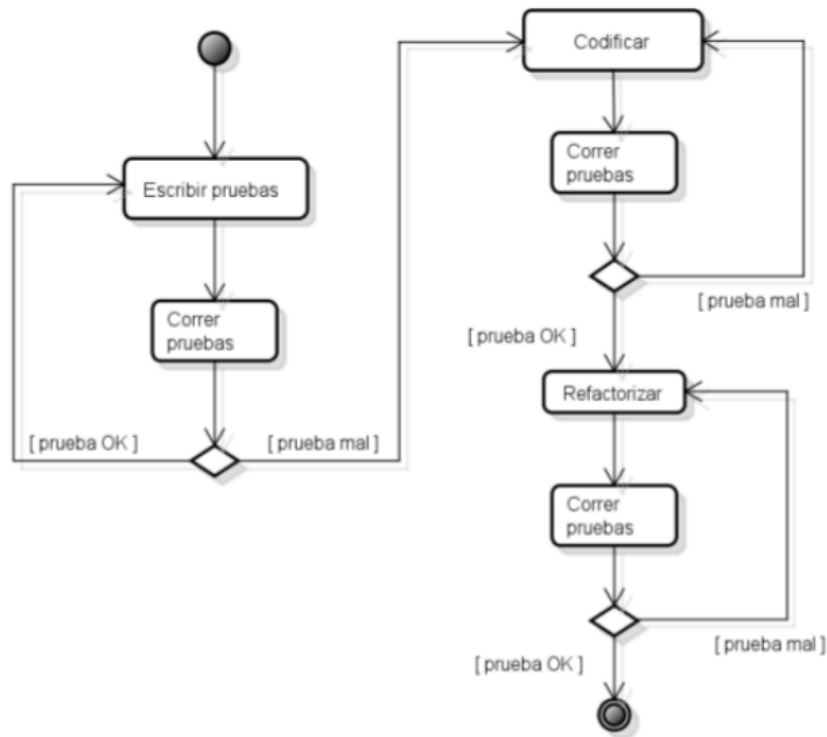 Escribir pruebas
Correr
pruebas
[ prueba OK ]
[ prueba mal ]
Codificar
Correr
pruebas
[ prueba mal ]
[ prueba OK ]
Refactorizar
Correr
pruebas
[ prueba mal ]
[ prueba OK ]